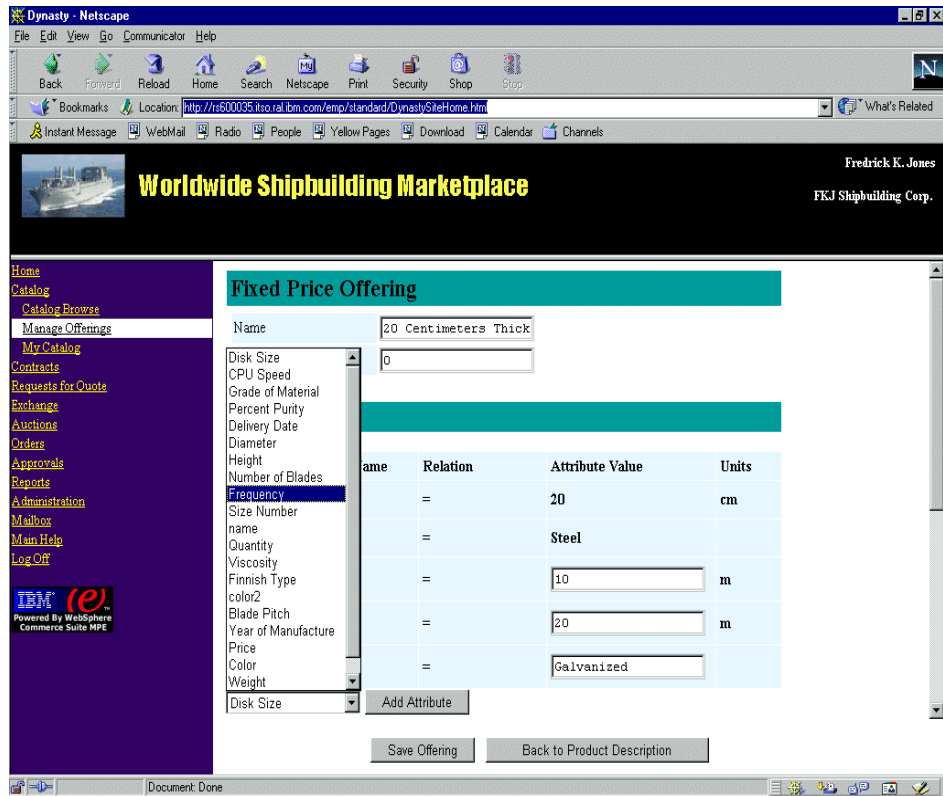 Dynasty - Netscape
File Edit View Go Communicator Help
Back Forward Reload Home Search Netscape Print Security Shop Stop
My
N
Bookmarks Location: http://rs600035.itso.ral.ibm.com/emp/standard/DynastySiteHome.html What's Related
Instant Message WebMail Radio People Yellow Pages Download Calendar Channels
Fredrick K. Jones
Worldwide Shipbuilding Marketplace
FKJ Shipbuilding Corp.
Home
Catalog
Catalog Browse
Manage Offerings
My Catalog
Contracts
Requests for Quote
Exchange
Auctions
Orders
Approvals
Reports
Administration
Mailbox
Main Help
Log Off
IBM e
Powered By WebSphere
Commerce Suite MPE
Fixed Price Offering
Name 20 Centimeters Thick
0
Disk Size
CPU Speed
Grade of Material
Percent Purity
Delivery Date
Diameter
Height
Number of Blades
Frequency
Size Number
name
Quantity
Viscosity
Finnish Type
color2
Blade Pitch
Year of Manufacture
Price
Color
Weight
ame Relation Attribute Value Units
= 20 cm
= Steel
= 10 m
= 20 m
= Galvanized
Disk Size Add Attribute
Save Offering Back to Product Description
Document: Done